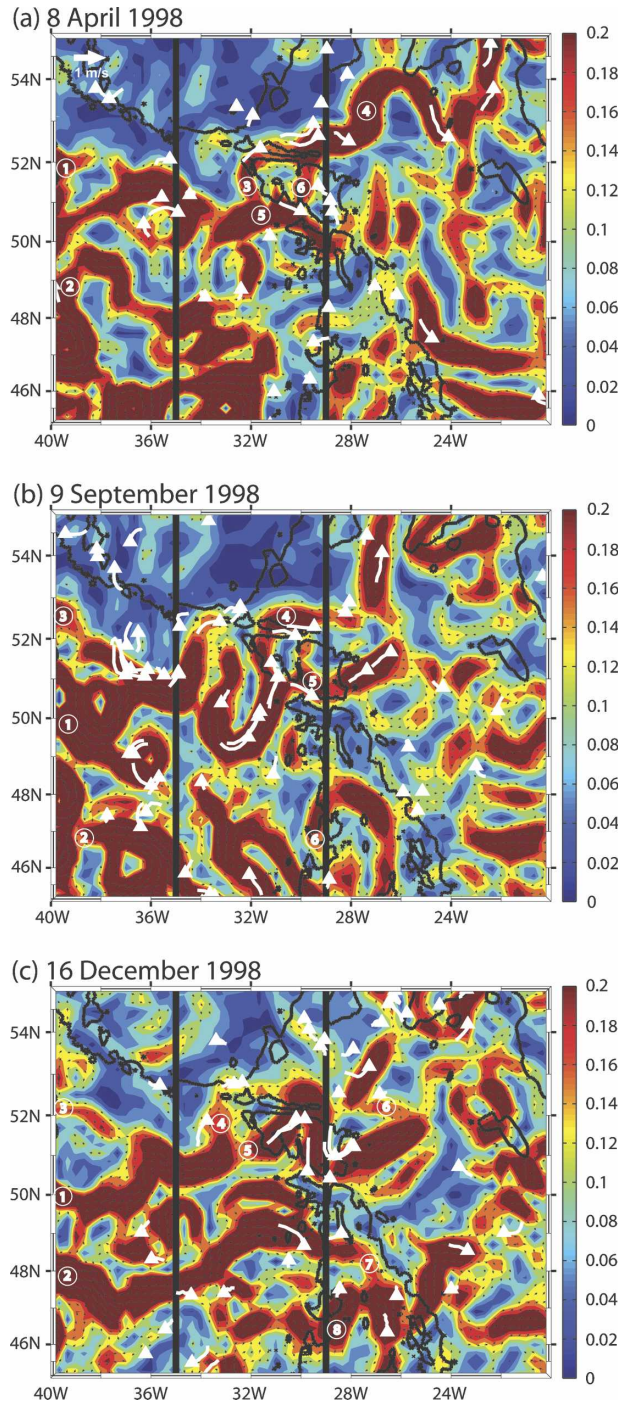 (a) 8 April 1998
1 m/s
54N
52N
50N
48N
46N
40W 36W 32W 28W 24W
1
2
3
4
5
6
0.2
0.18
0.16
0.14
0.12
0.1
0.08
0.06
0.04
0.02
0
(b) 9 September 1998
54N
52N
50N
48N
46N
40W 36W 32W 28W 24W
3
4
5
1
2
6
0.2
0.18
0.16
0.14
0.12
0.1
0.08
0.06
0.04
0.02
0
(c) 16 December 1998
54N
52N
50N
48N
46N
40W 36W 32W 28W 24W
3
6
4
5
1
2
7
8
0.2
0.18
0.16
0.14
0.12
0.1
0.08
0.06
0.04
0.02
0